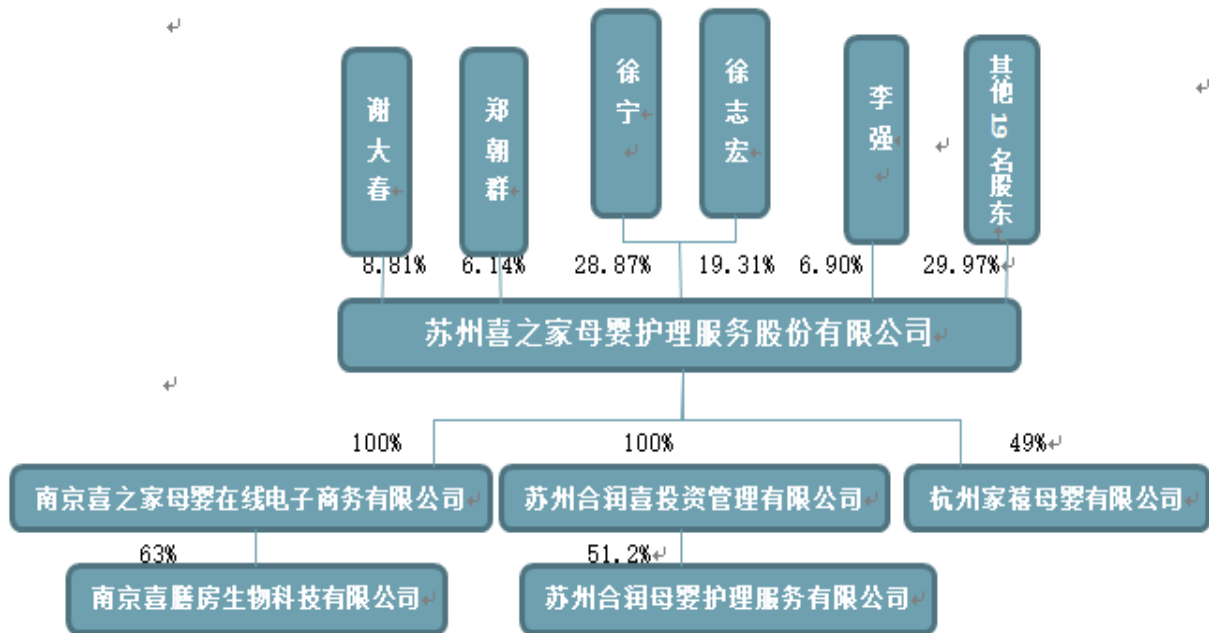 谢大春
郑朝群
徐宁
徐志宏
李强
其他19名股东
8.81%
6.14%
28.87%
19.31%
6.90%
29.97%
苏州喜之家母婴护理服务股份有限公司
100%
100%
49%
南京喜之家母婴在线电子商务有限公司
苏州合润喜投资管理有限公司
杭州家禧母婴有限公司
63%
51.2%
南京喜膳房生物科技有限公司
苏州合润母婴护理服务有限公司